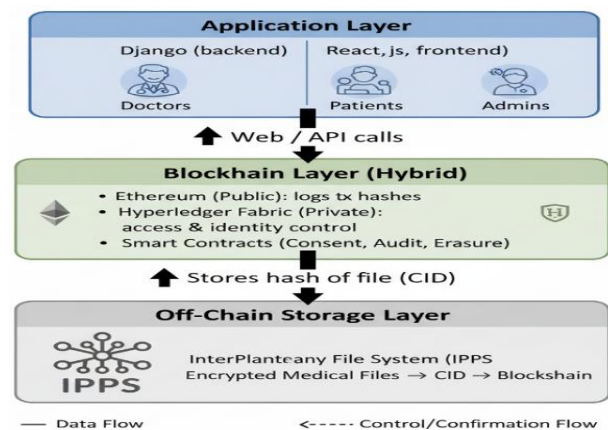 Application Layer
Django (backend) React, js, frontend)
Doctors Patients Admins
Web / API calls
Blockhain Layer (Hybrid)
• Ethereum (Public): logs tx hashes
• Hyperledger Fabric (Private):
access & identity control
• Smart Contracts (Consent, Audit, Erasure)
Stores hash of file (CID)
Off-Chain Storage Layer
InterPlanteany File System (IPPS
Encrypted Medical Files → CID → Blockshain
IPPS
Data Flow Control/Confirmation Flow